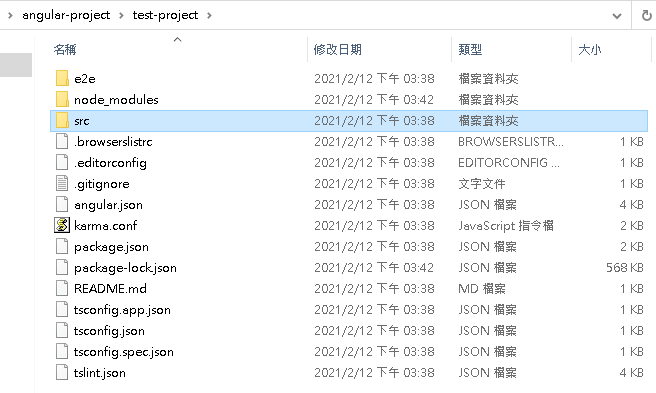 angular-project > test-project >
名稱 修改日期 類型 大小
e2e 2021/2/12 下午 03:38 檔案資料夾
node_modules 2021/2/12 下午 03:42 檔案資料夾
src 2021/2/12 下午 03:38 檔案資料夾
.browserslistrc 2021/2/12 下午 03:38 BROWSERSLISTR... 1 KB
.editorconfig 2021/2/12 下午 03:38 EDITORCONFIG ... 1 KB
.gitignore 2021/2/12 下午 03:38 文字文件 1 KB
angular.json 2021/2/12 下午 03:38 JSON 檔案 4 KB
karma.conf 2021/2/12 下午 03:38 JavaScript 指令檔 2 KB
package.json 2021/2/12 下午 03:38 JSON 檔案 2 KB
package-lock.json 2021/2/12 下午 03:42 JSON 檔案 568 KB
README.md 2021/2/12 下午 03:38 MD 檔案 1 KB
tsconfig.app.json 2021/2/12 下午 03:38 JSON 檔案 1 KB
tsconfig.json 2021/2/12 下午 03:38 JSON 檔案 1 KB
tsconfig.spec.json 2021/2/12 下午 03:38 JSON 檔案 1 KB
tslint.json 2021/2/12 下午 03:38 JSON 檔案 4 KB